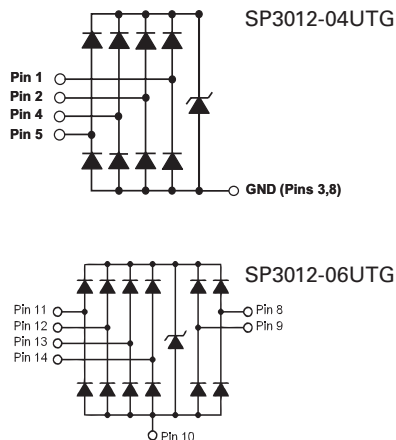 SP3012-04UTG
Pin 1
Pin 2
Pin 4
Pin 5
GND (Pins 3,8)
SP3012-06UTG
Pin 11
Pin 8
Pin 12
Pin 9
Pin 13
Pin 14
Pin 10